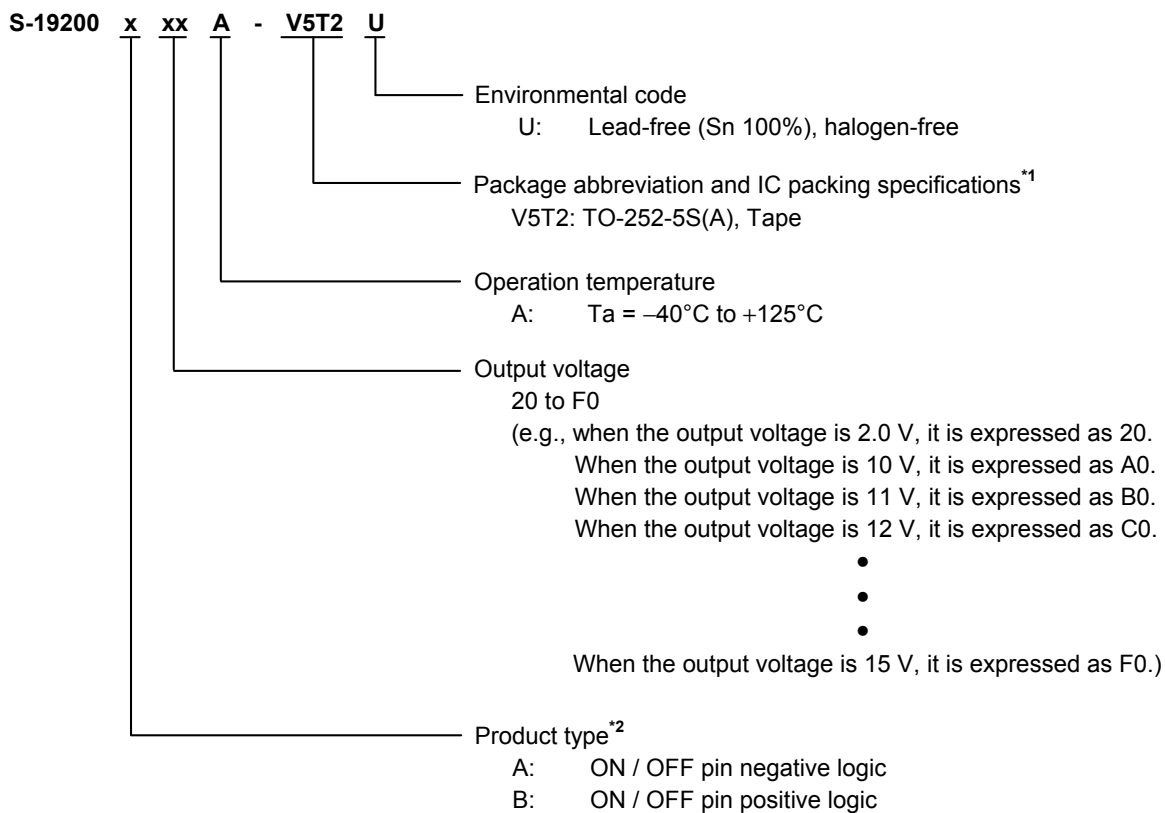 S-19200 x xx A - V5T2 U
Environmental code
U: Lead-free (Sn 100%), halogen-free
Package abbreviation and IC packing specifications*1
V5T2: TO-252-5S(A), Tape
Operation temperature
A: Ta = −40°C to +125°C
Output voltage
20 to F0
(e.g., when the output voltage is 2.0 V, it is expressed as 20.
When the output voltage is 10 V, it is expressed as A0.
When the output voltage is 11 V, it is expressed as B0.
When the output voltage is 12 V, it is expressed as C0.
•
•
•
When the output voltage is 15 V, it is expressed as F0.)
Product type*2
A: ON / OFF pin negative logic
B: ON / OFF pin positive logic